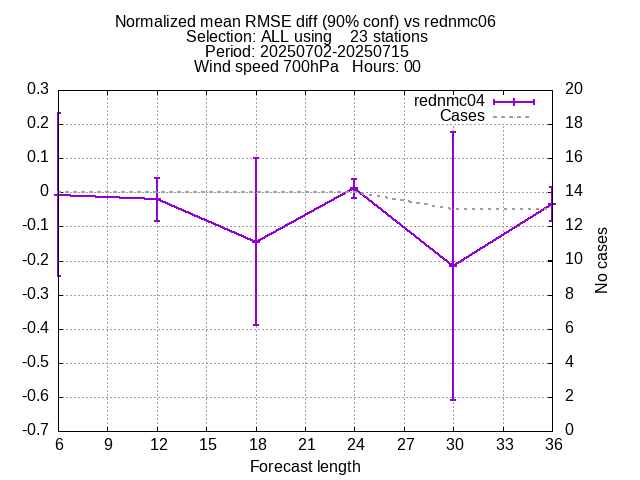 Normalized mean RMSE diff (90% conf) vs rednmc06
Selection: ALL using    23 stations
Period: 20250702-20250715
Wind speed 700hPa   Hours: 00
0.3
0.2
0.1
0
-0.1
-0.2
-0.3
-0.4
-0.5
-0.6
-0.7
rednmc04
Cases
20
18
16
14
12
10
8
6
4
2
0
No cases
6 9 12 15 18 21 24 27 30 33 36
Forecast length